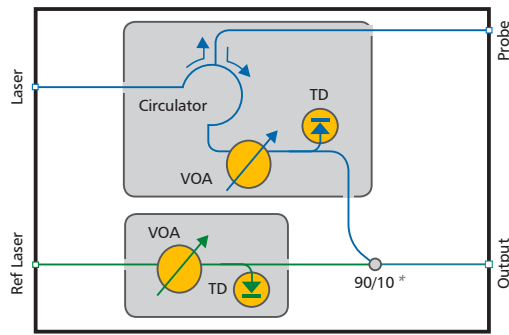 Laser
Probe
Circulator
TD
VOA
VOA
TD
Ref Laser
90/10 *
Output